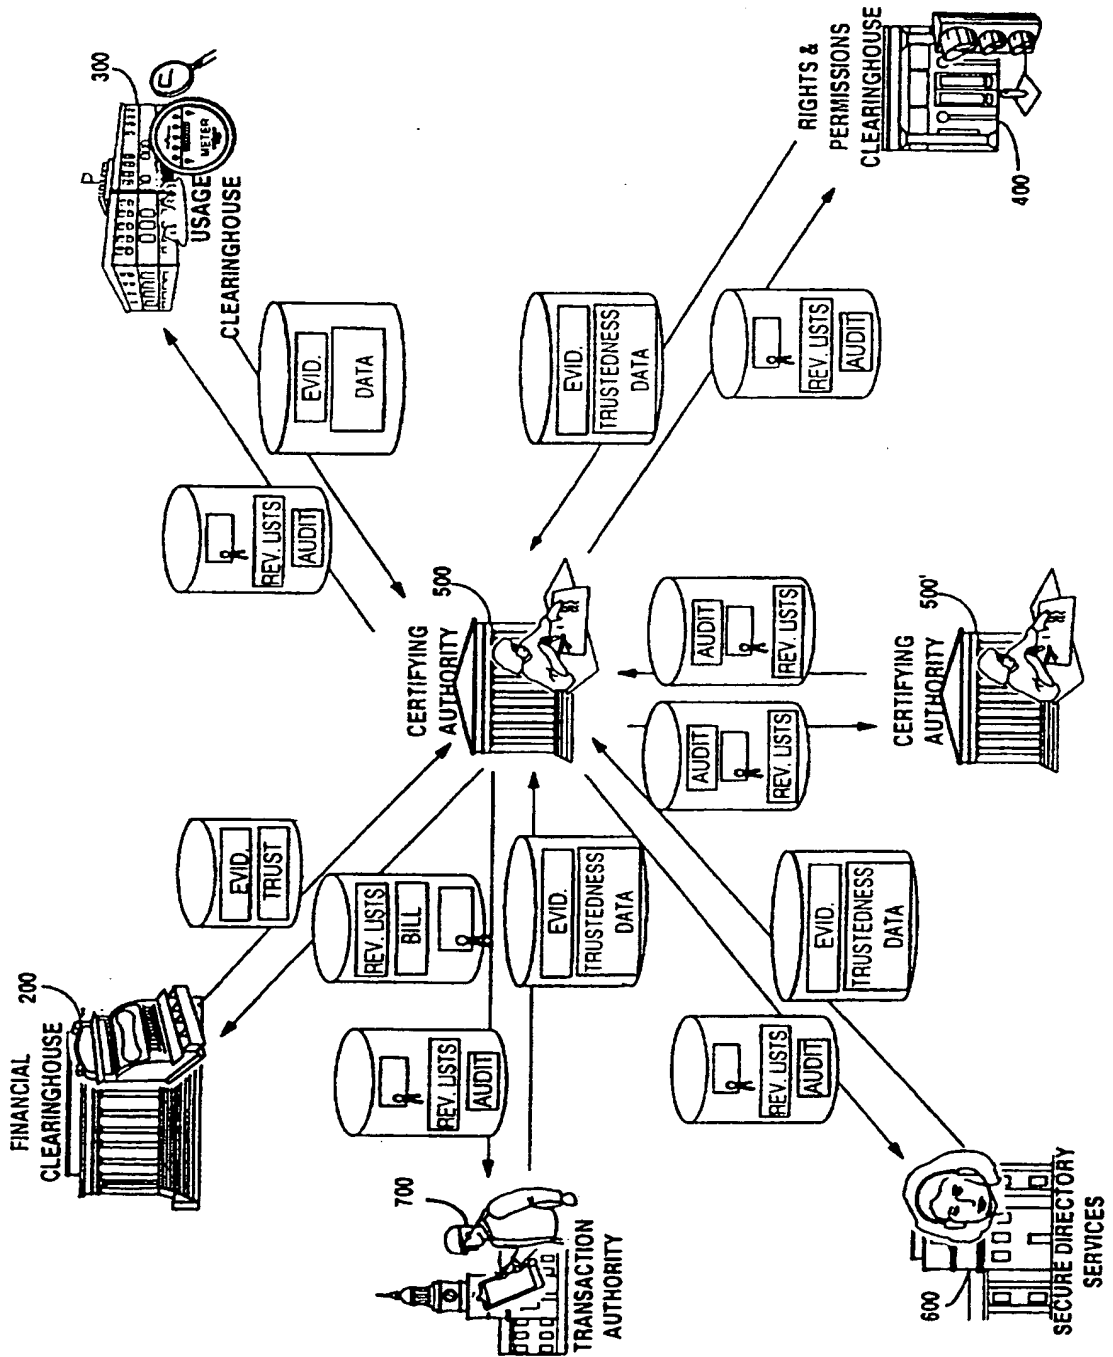 FINANCIAL
CLEARINGHOUSE
200
EVID.
TRUST
REV. LISTS
BILL
300
METER
USAGE
CLEARINGHOUSE
REV. LISTS
AUDIT
EVID.
DATA
700
TRANSACTION
AUTHORITY
REV. LISTS
AUDIT
EVID.
TRUSTEDNESS
DATA
CERTIFYING
AUTHORITY
500
EVID.
TRUSTEDNESS
DATA
REV. LISTS
AUDIT
RIGHTS &
PERMISSIONS
CLEARINGHOUSE
400
AUDIT
REV. LISTS
AUDIT
REV. LISTS
CERTIFYING
AUTHORITY
500'
REV. LISTS
AUDIT
EVID.
TRUSTEDNESS
DATA
600
SECURE DIRECTORY
SERVICES